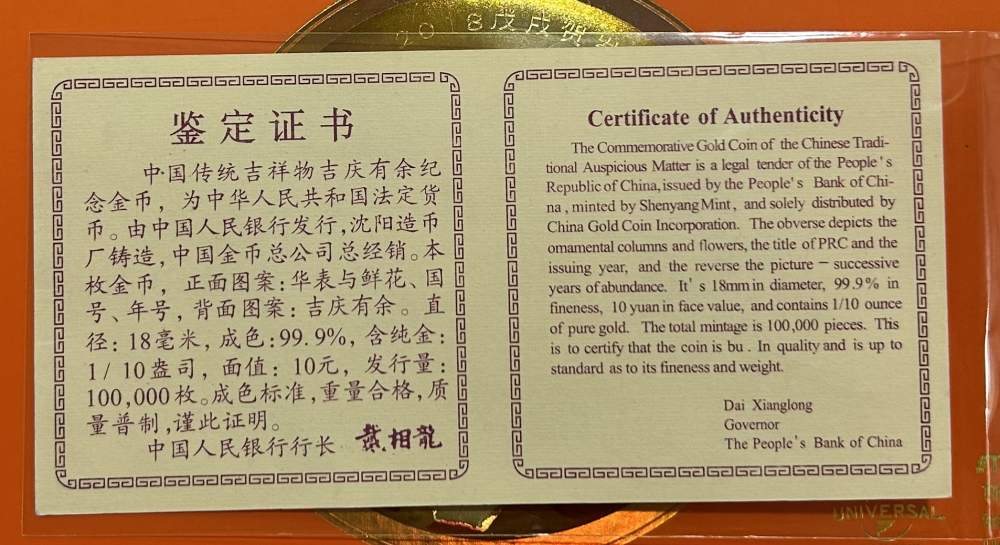 2018戊戌贺岁
鉴定证书
中国传统吉祥物吉庆有余纪
念金币，为中华人民共和国法定货
币。由中国人民银行发行,沈阳造币
厂铸造,中国金币总公司总经销。本
枚金币，正面图案:华表与鲜花、国
号、年号,背面图案:吉庆有余。直
径:18毫米,成色:99.9%,含纯金:
1/10盎司,面值:10元,发行量:
100,000枚。成色标准,重量合格,质
量普制,谨此证明。
中国人民银行行长 戴相龍
Certificate of Authenticity
The Commemorative Gold Coin of the Chinese Tradi-
tional Auspicious Matter is a legal tender of the People's
Republic of China, issued by the People's Bank of Chi-
na, minted by Shenyang Mint, and solely distributed by
China Gold Coin Incorporation. The obverse depicts the
ornamental columns and flowers, the title of PRC and the
issuing year, and the reverse the picture - successive
years of abundance. It's 18mm in diameter, 99.9% in
fineness, 10 yuan in face value, and contains 1/10 ounce
of pure gold. The total mintage is 100,000 pieces. This
is to certify that the coin is bu. In quality and is up to
standard as to its fineness and weight.
Dai Xianglong
Governor
The People's Bank of China
UNIVERSAL